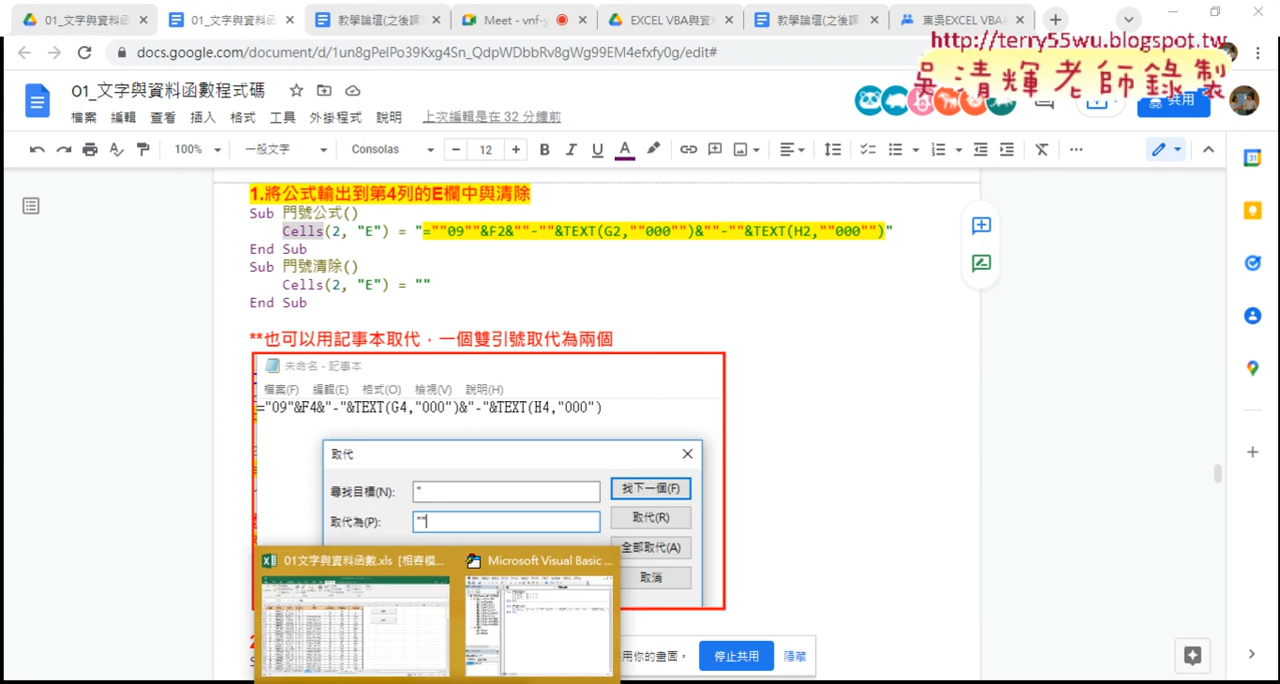 01_文字與資料函
01_文字與資料函
教學論壇(之後課
Meet - vnf-y
EXCEL VBA與資
教學論壇(之後課
東吳EXCEL VBA
http://terry55wu.blogspot.tw
吳清輝老師錄製
docs.google.com/document/d/1un8gPelPo39Kxg4Sn_QdpWDbbRv8gWg99EM4efxfy0g/edit#
01_文字與資料函數程式碼
共用
檔案 編輯 查看 插入 格式 工具 外掛程式 說明 上次編輯是在 32 分鐘前
100% 一般文字 Consolas 12 B I U A
1.將公式輸出到第4列的E欄中與清除
Sub 門號公式()
Cells(2, "E") = "=""09""&F2&""-""&TEXT(G2,""000"")&""-""&TEXT(H2,""000"")"
End Sub
Sub 門號清除()
Cells(2, "E") = ""
End Sub
**也可以用記事本取代，一個雙引號取代為兩個
未命名 - 記事本
檔案(F) 編輯(E) 格式(O) 檢視(V) 說明(H)
="09"&F4&"-"&TEXT(G4,"000")&"-"&TEXT(H4,"000")
取代
尋找目標(N): "
找下一個(F)
取代為(P): ""
取代(R)
全部取代(A)
取消
01文字與資料函數.xls [相容模...
Microsoft Visual Basic ...
用你的畫面。
停止共用
隱藏